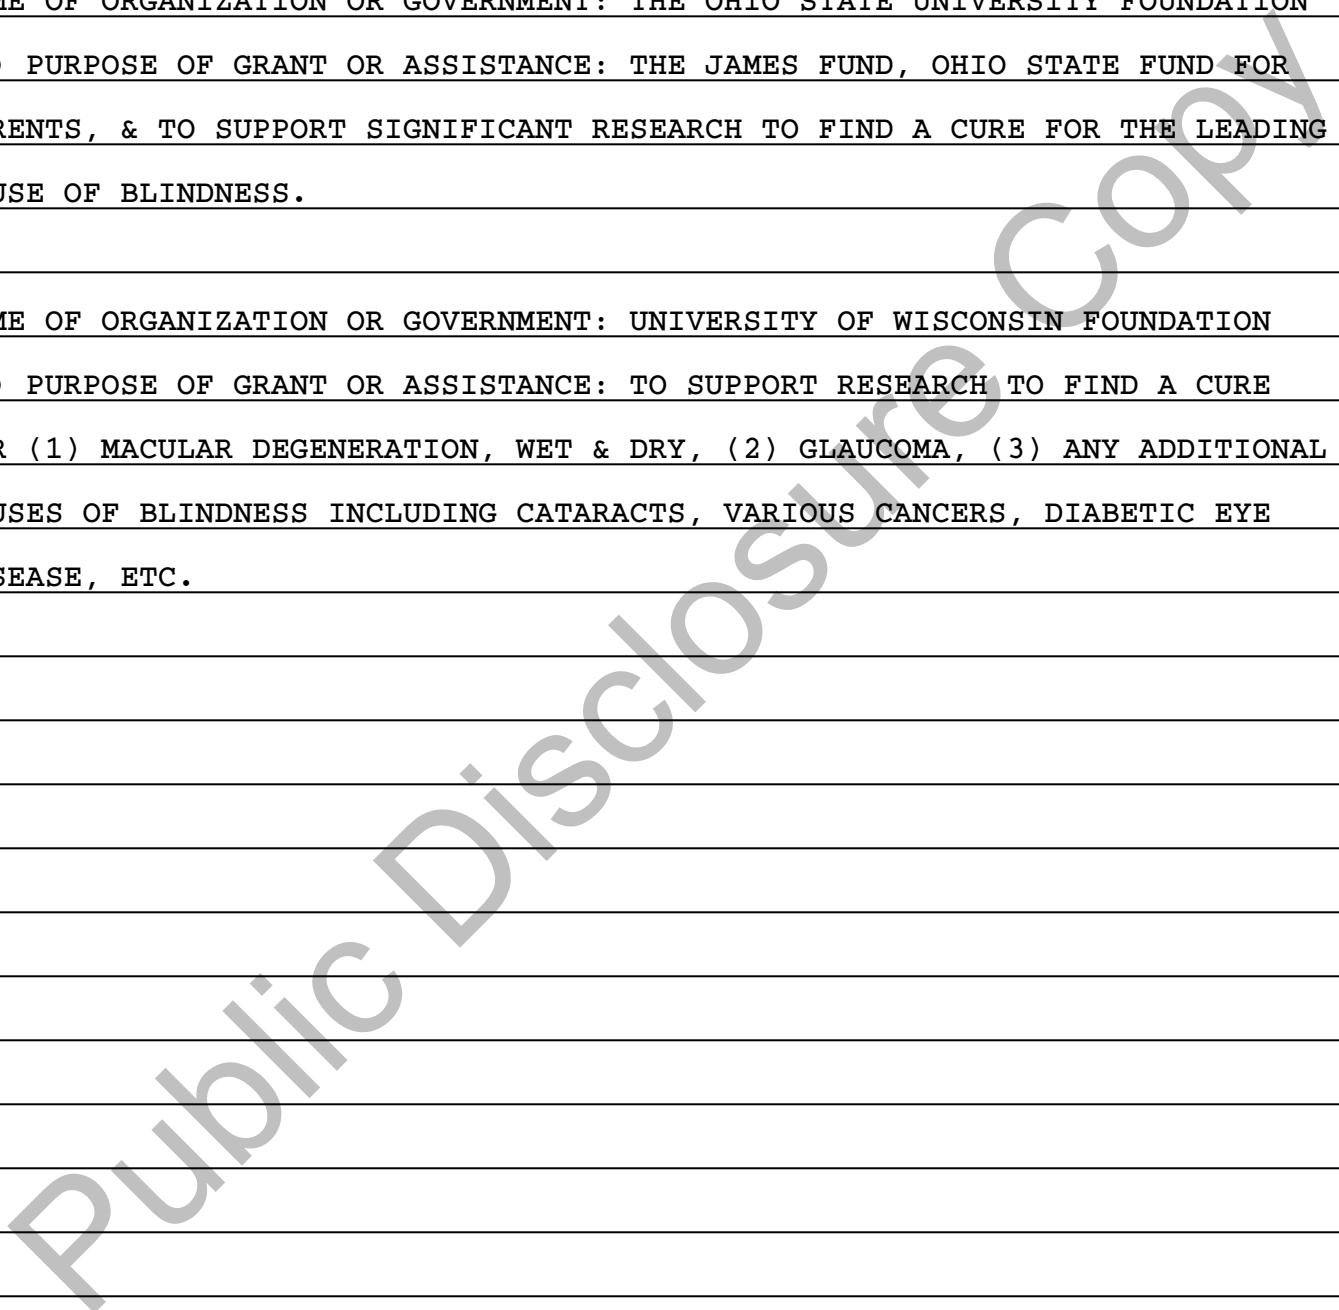 ME OF ORGANIZATION OR GOVERNMENT: THE OHIO STATE UNIVERSITY FOUNDATION
) PURPOSE OF GRANT OR ASSISTANCE: THE JAMES FUND, OHIO STATE FUND FOR
RENTS, & TO SUPPORT SIGNIFICANT RESEARCH TO FIND A CURE FOR THE LEADING
USE OF BLINDNESS.
ME OF ORGANIZATION OR GOVERNMENT: UNIVERSITY OF WISCONSIN FOUNDATION
) PURPOSE OF GRANT OR ASSISTANCE: TO SUPPORT RESEARCH TO FIND A CURE
R (1) MACULAR DEGENERATION, WET & DRY, (2) GLAUCOMA, (3) ANY ADDITIONAL
USES OF BLINDNESS INCLUDING CATARACTS, VARIOUS CANCERS, DIABETIC EYE
SEASE, ETC.
Public Disclosure Copy